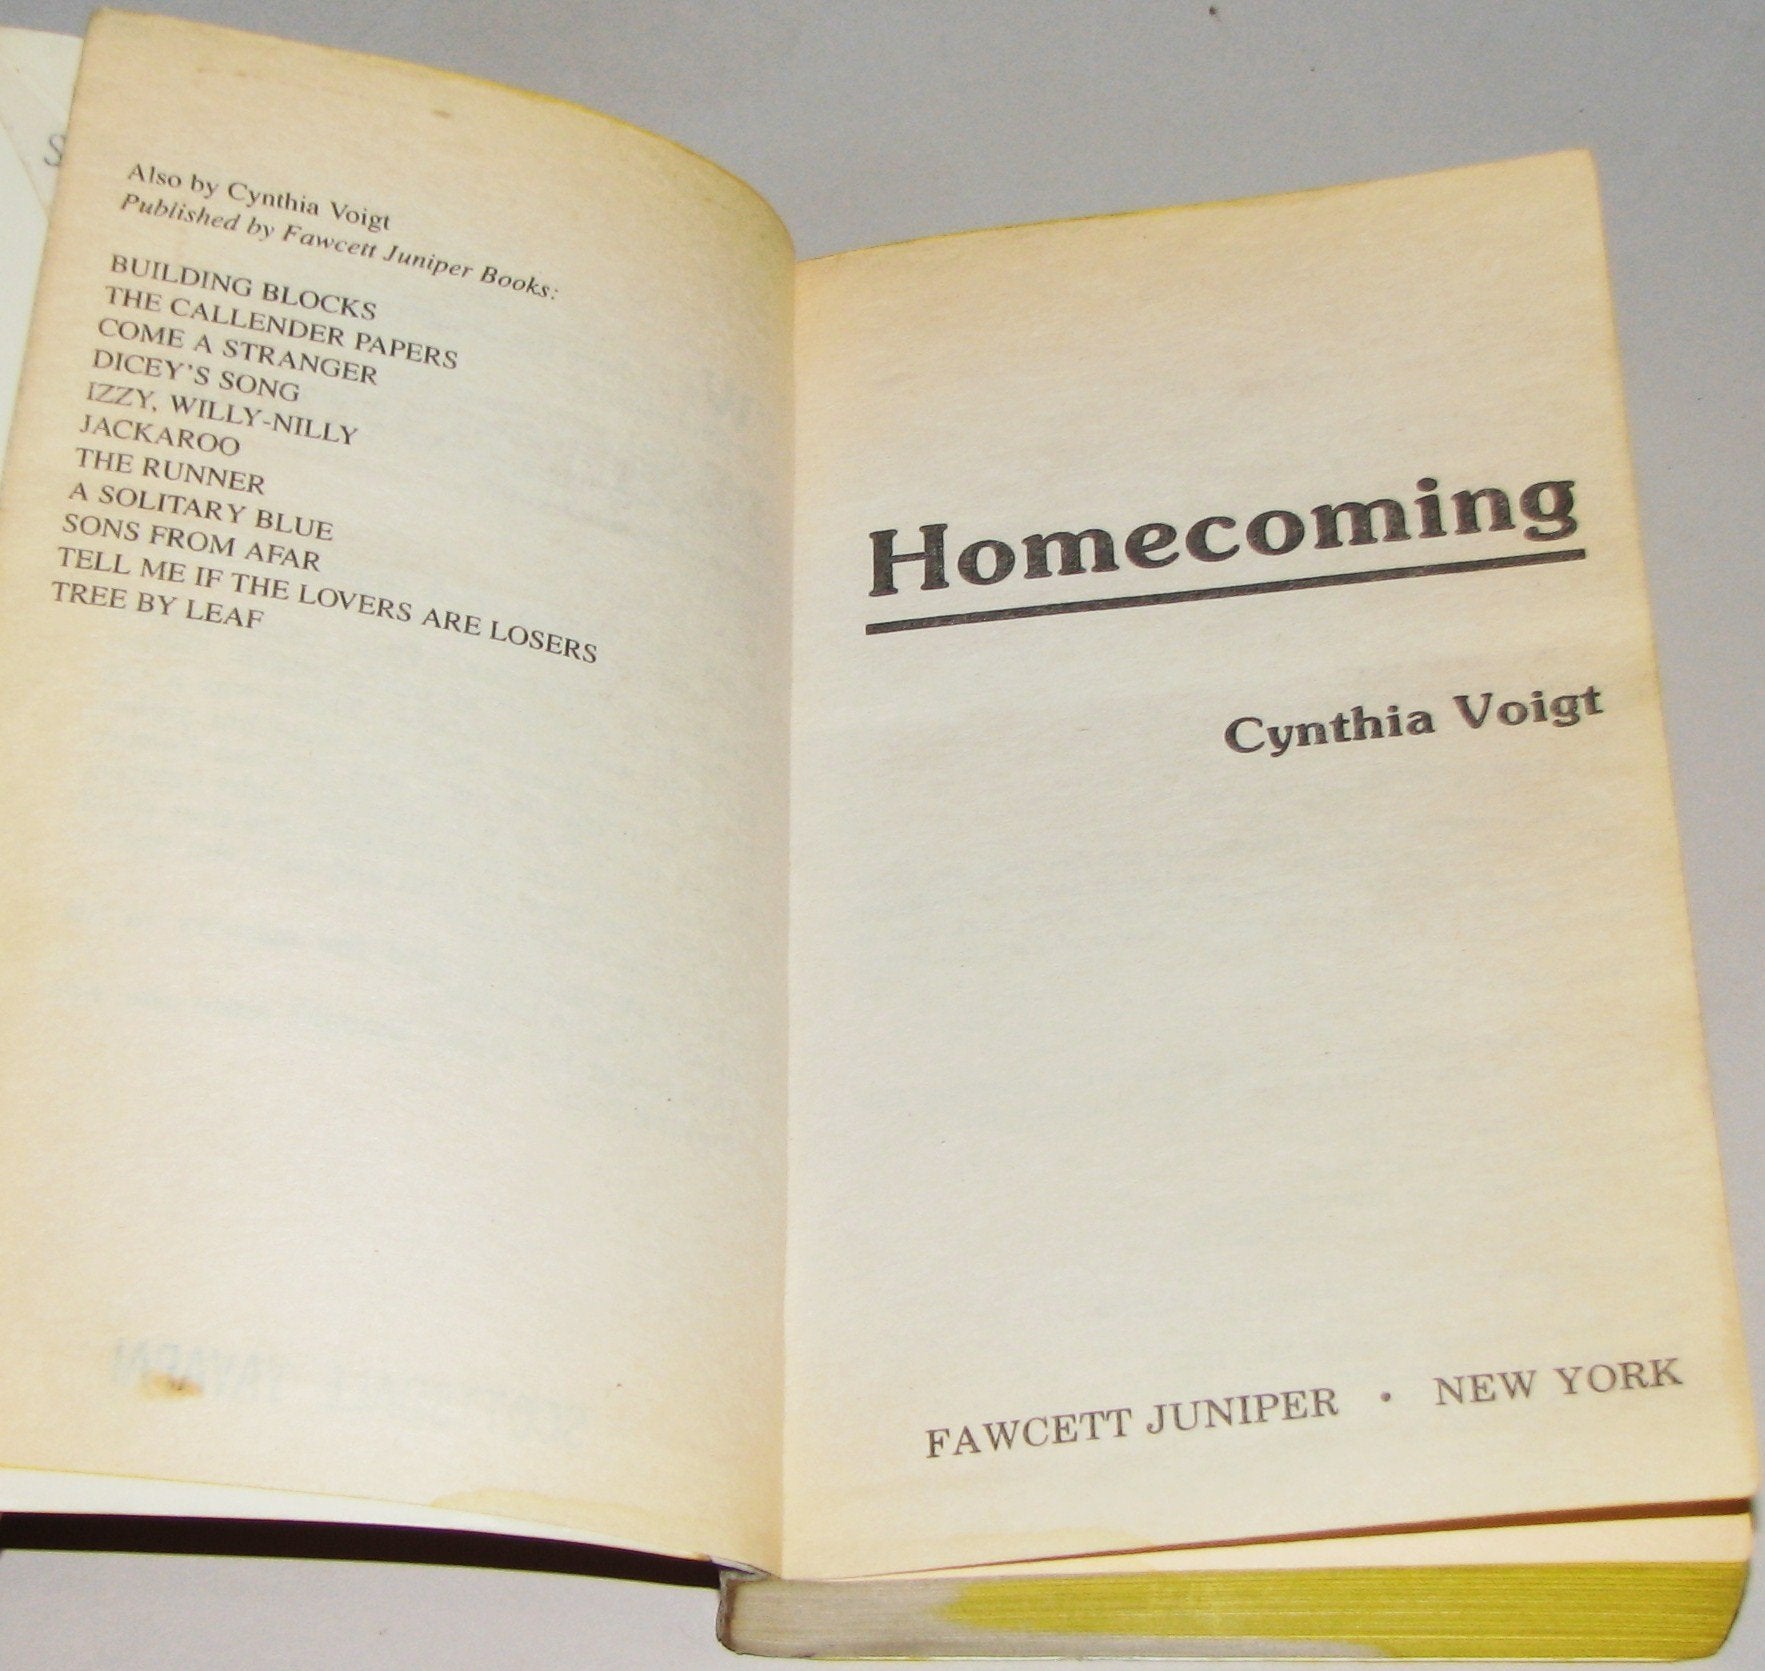 Also by Cynthia Voigt
Published by Fawcett Juniper Books:
BUILDING BLOCKS
THE CALLENDER PAPERS
COME A STRANGER
DICEY'S SONG
IZZY, WILLY-NILLY
JACKAROO
THE RUNNER
A SOLITARY BLUE
SONS FROM AFAR
TELL ME IF THE LOVERS ARE LOSERS
TREE BY LEAF
Homecoming
Cynthia Voigt
FAWCETT JUNIPER • NEW YORK